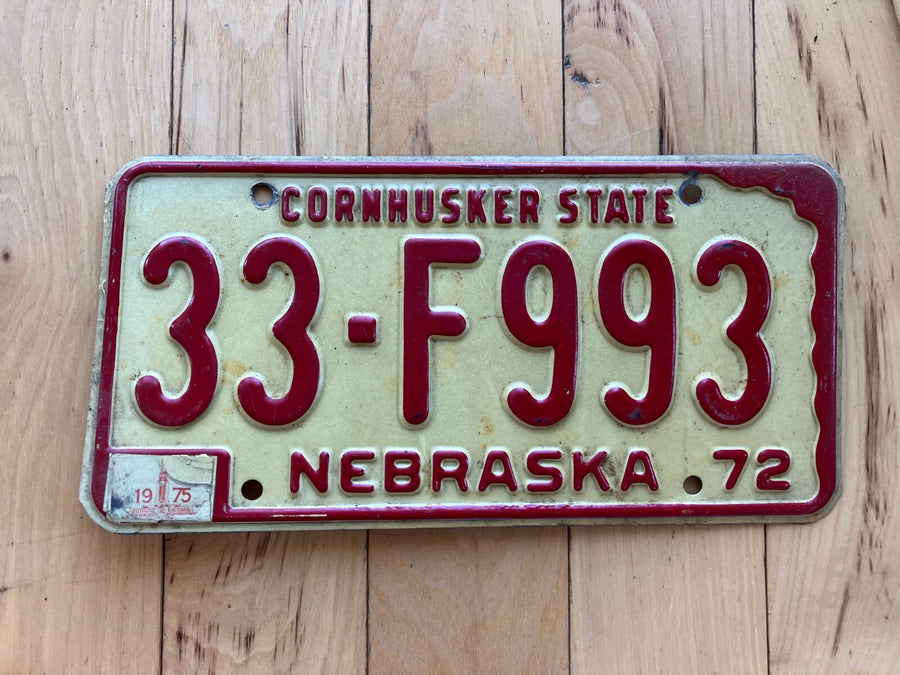 CORNHUSKER STATE
33-F993
NEBRASKA 72
1975